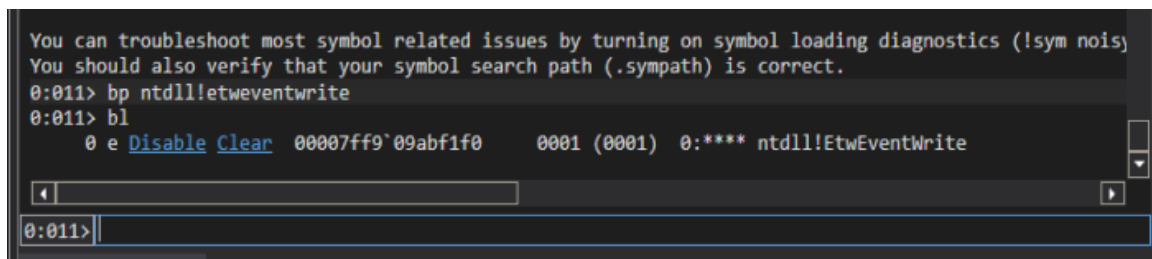 You can troubleshoot most symbol related issues by turning on symbol loading diagnostics (!sym noisy
You should also verify that your symbol search path (.sympath) is correct.
0:011> bp ntdll!etweventwrite
0:011> bl
0 e Disable Clear 00007ff9`09abf1f0 0001 (0001) 0:**** ntdll!EtwEventWrite
0:011>